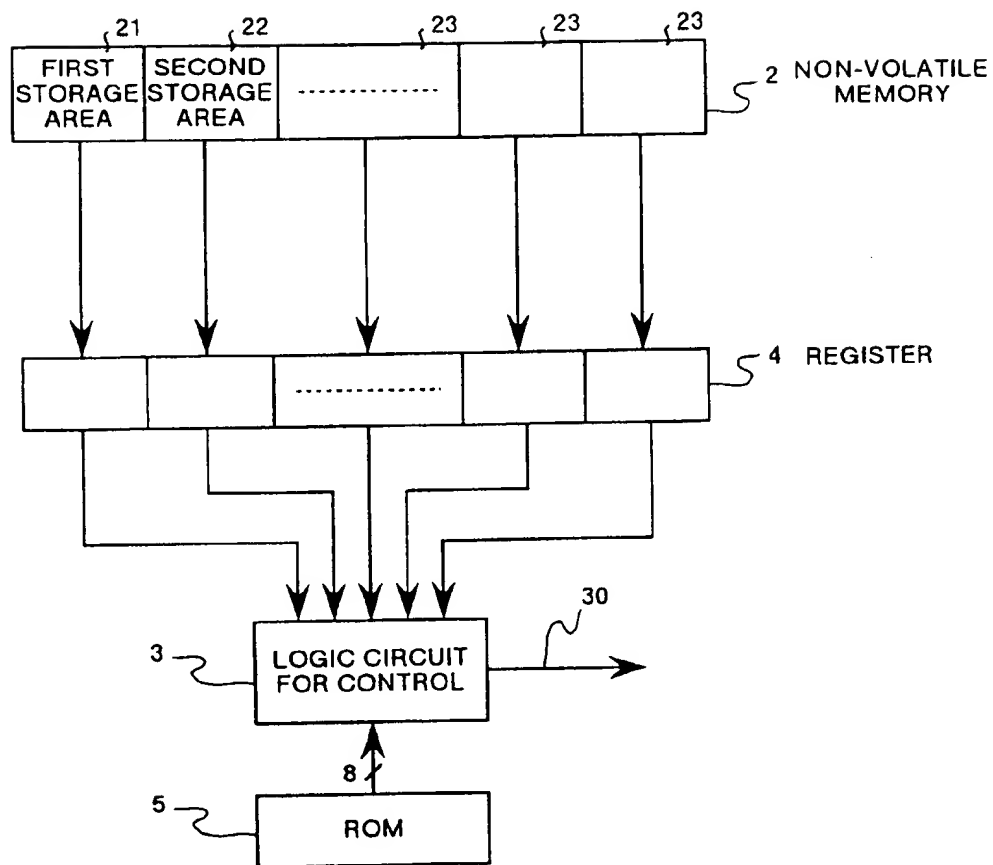 21 22 23 23 23
FIRST STORAGE AREA
SECOND STORAGE AREA
2 NON-VOLATILE MEMORY
4 REGISTER
30
3
LOGIC CIRCUIT FOR CONTROL
8
5
ROM